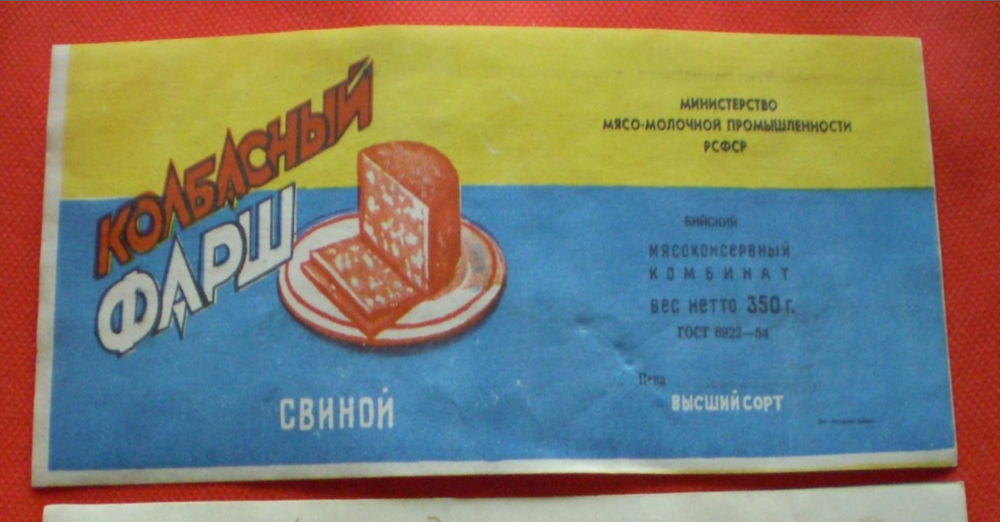 КОЛБАСНЫЙ
ФАРШ
СВИНОЙ
МИНИСТЕРСТВО
МЯСО-МОЛОЧНОЙ ПРОМЫШЛЕННОСТИ
РСФСР
БИЙСКИЙ
МЯСОКОНСЕРВНЫЙ
КОМБИНАТ
ВЕС НЕТТО 350 г.
ГОСТ 6922—54
Цена
ВЫСШИЙ СОРТ